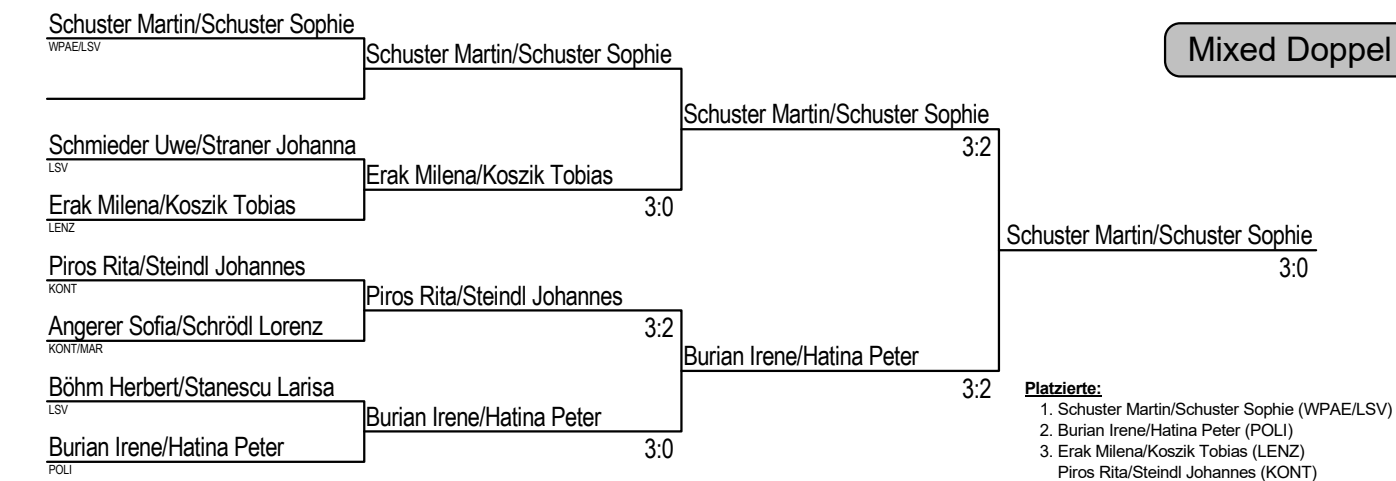 Schuster Martin/Schuster Sophie
WPAE/LSV
Schuster Martin/Schuster Sophie
Mixed Doppel
Schuster Martin/Schuster Sophie
3:2
Schmieder Uwe/Straner Johanna
LSV
Erak Milena/Koszik Tobias
3:0
Erak Milena/Koszik Tobias
LENZ
Schuster Martin/Schuster Sophie
3:0
Piros Rita/Steindl Johannes
KONT
Piros Rita/Steindl Johannes
3:2
Angerer Sofia/Schrödl Lorenz
KONT/MAR
Burian Irene/Hatina Peter
3:2
Böhm Herbert/Stanescu Larisa
LSV
Burian Irene/Hatina Peter
3:0
Burian Irene/Hatina Peter
POLI
Platzierte:
1. Schuster Martin/Schuster Sophie (WPAE/LSV)
2. Burian Irene/Hatina Peter (POLI)
3. Erak Milena/Koszik Tobias (LENZ)
Piros Rita/Steindl Johannes (KONT)